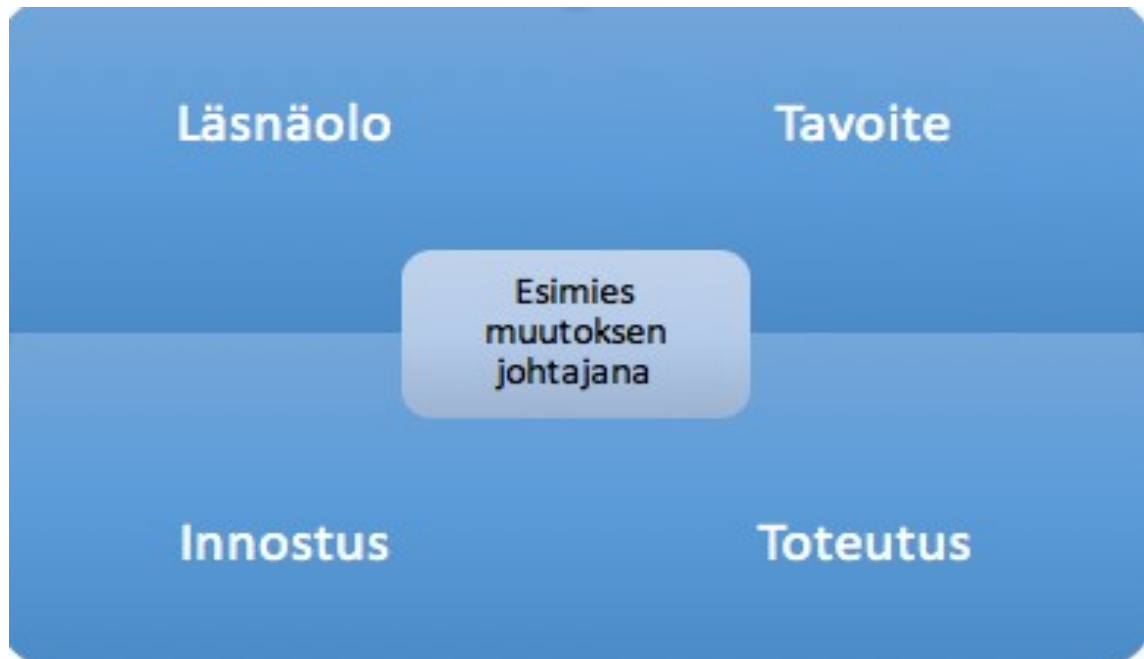 Läsnäolo
Tavoite
Esimies
muutoksen
johtajana
Innostus
Toteutus